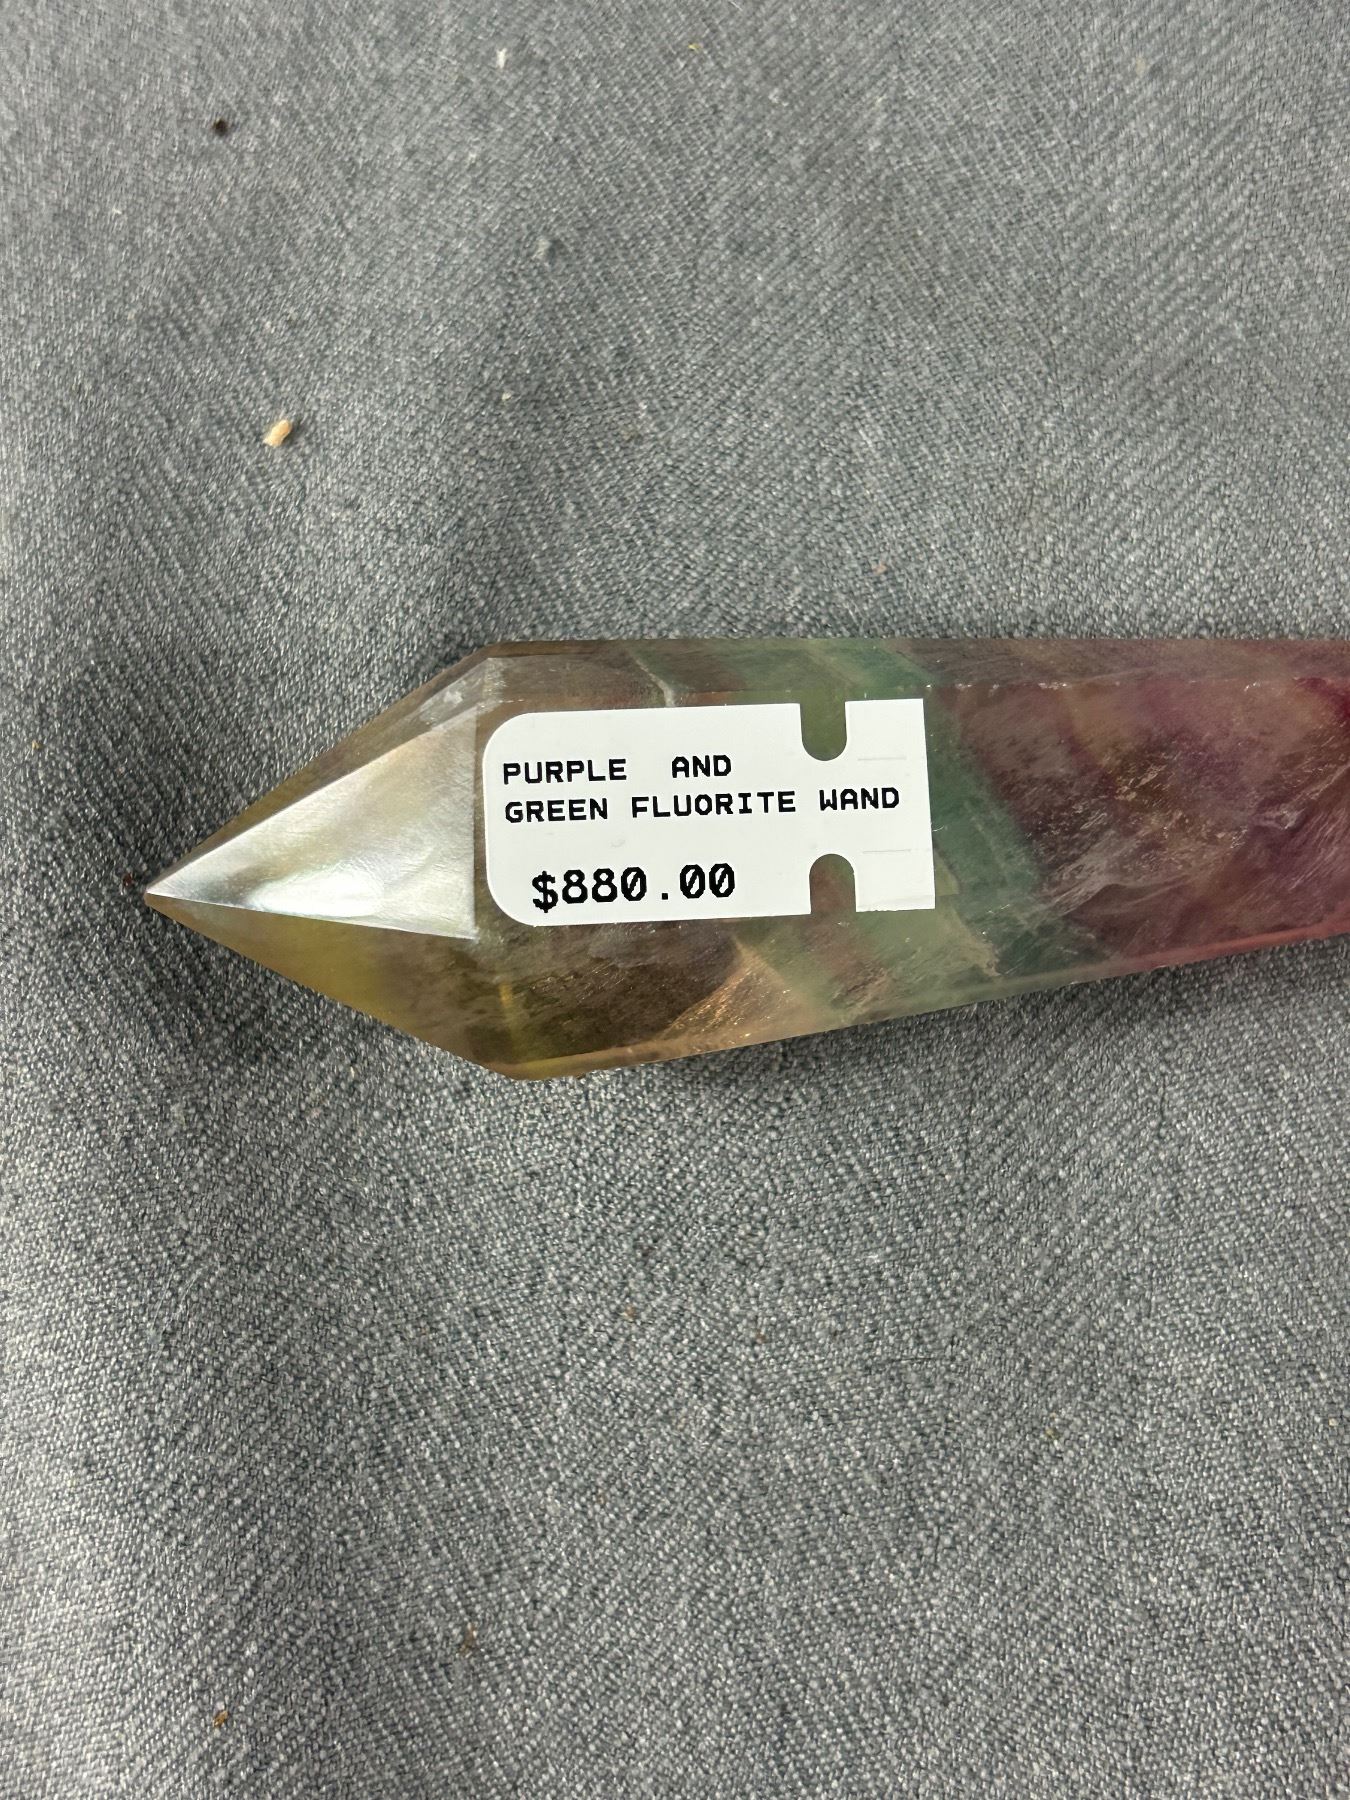 PURPLE AND
GREEN FLUORITE WAND
$880.00